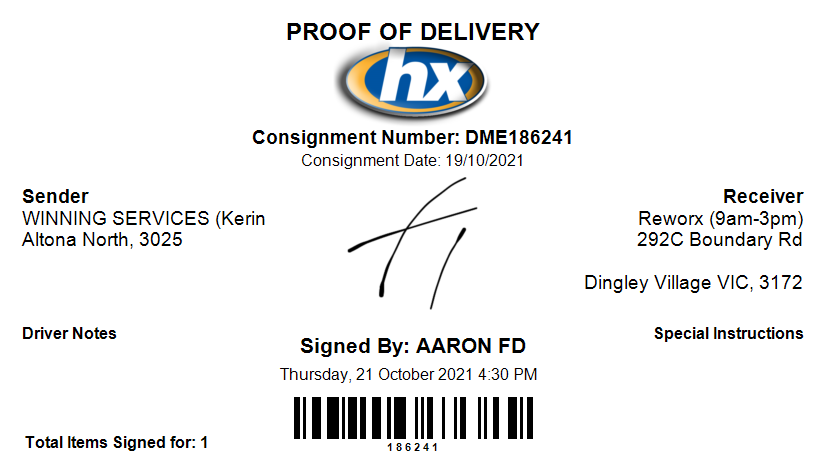 PROOF OF DELIVERY
hx
Consignment Number: DME186241
Consignment Date: 19/10/2021
Sender
WINNING SERVICES (Kerin
Altona North, 3025
Receiver
Reworx (9am-3pm)
292C Boundary Rd
Dingley Village VIC, 3172
Driver Notes
Special Instructions
Signed By: AARON FD
Thursday, 21 October 2021 4:30 PM
186241
Total Items Signed for: 1